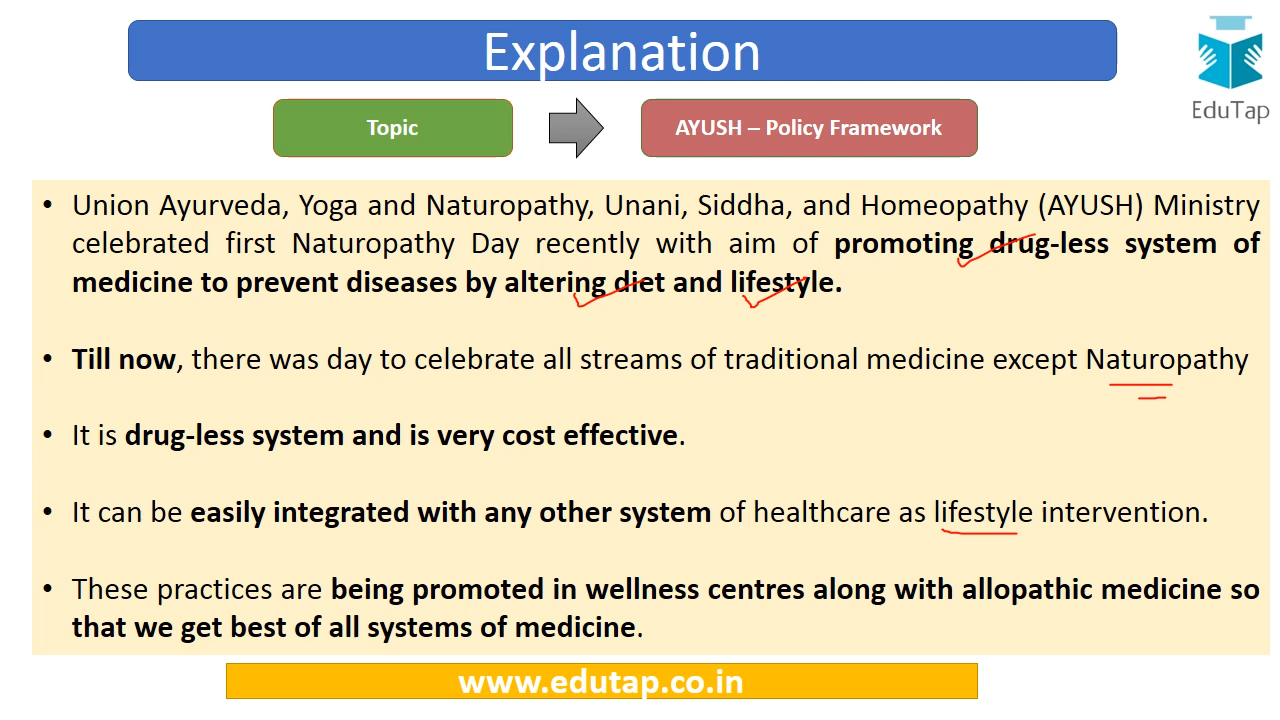 Explanation
EduTap
Topic
AYUSH – Policy Framework
• Union Ayurveda, Yoga and Naturopathy, Unani, Siddha, and Homeopathy (AYUSH) Ministry
celebrated first Naturopathy Day recently with aim of promoting drug-less system of
medicine to prevent diseases by altering diet and lifestyle.
• Till now, there was day to celebrate all streams of traditional medicine except Naturopathy
• It is drug-less system and is very cost effective.
• It can be easily integrated with any other system of healthcare as lifestyle intervention.
• These practices are being promoted in wellness centres along with allopathic medicine so
that we get best of all systems of medicine.
www.edutap.co.in